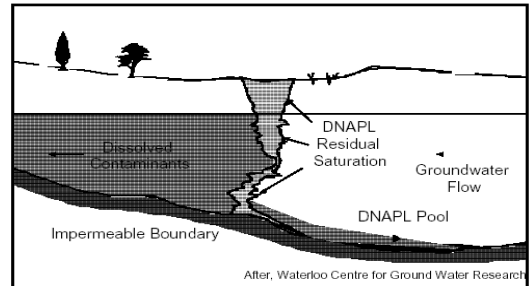 DNAPL
Residual
Saturation
Dissolved
Contaminants
Groundwater
Flow
DNAPL Pool
Impermeable Boundary
After, Waterloo Centre for Ground Water Research